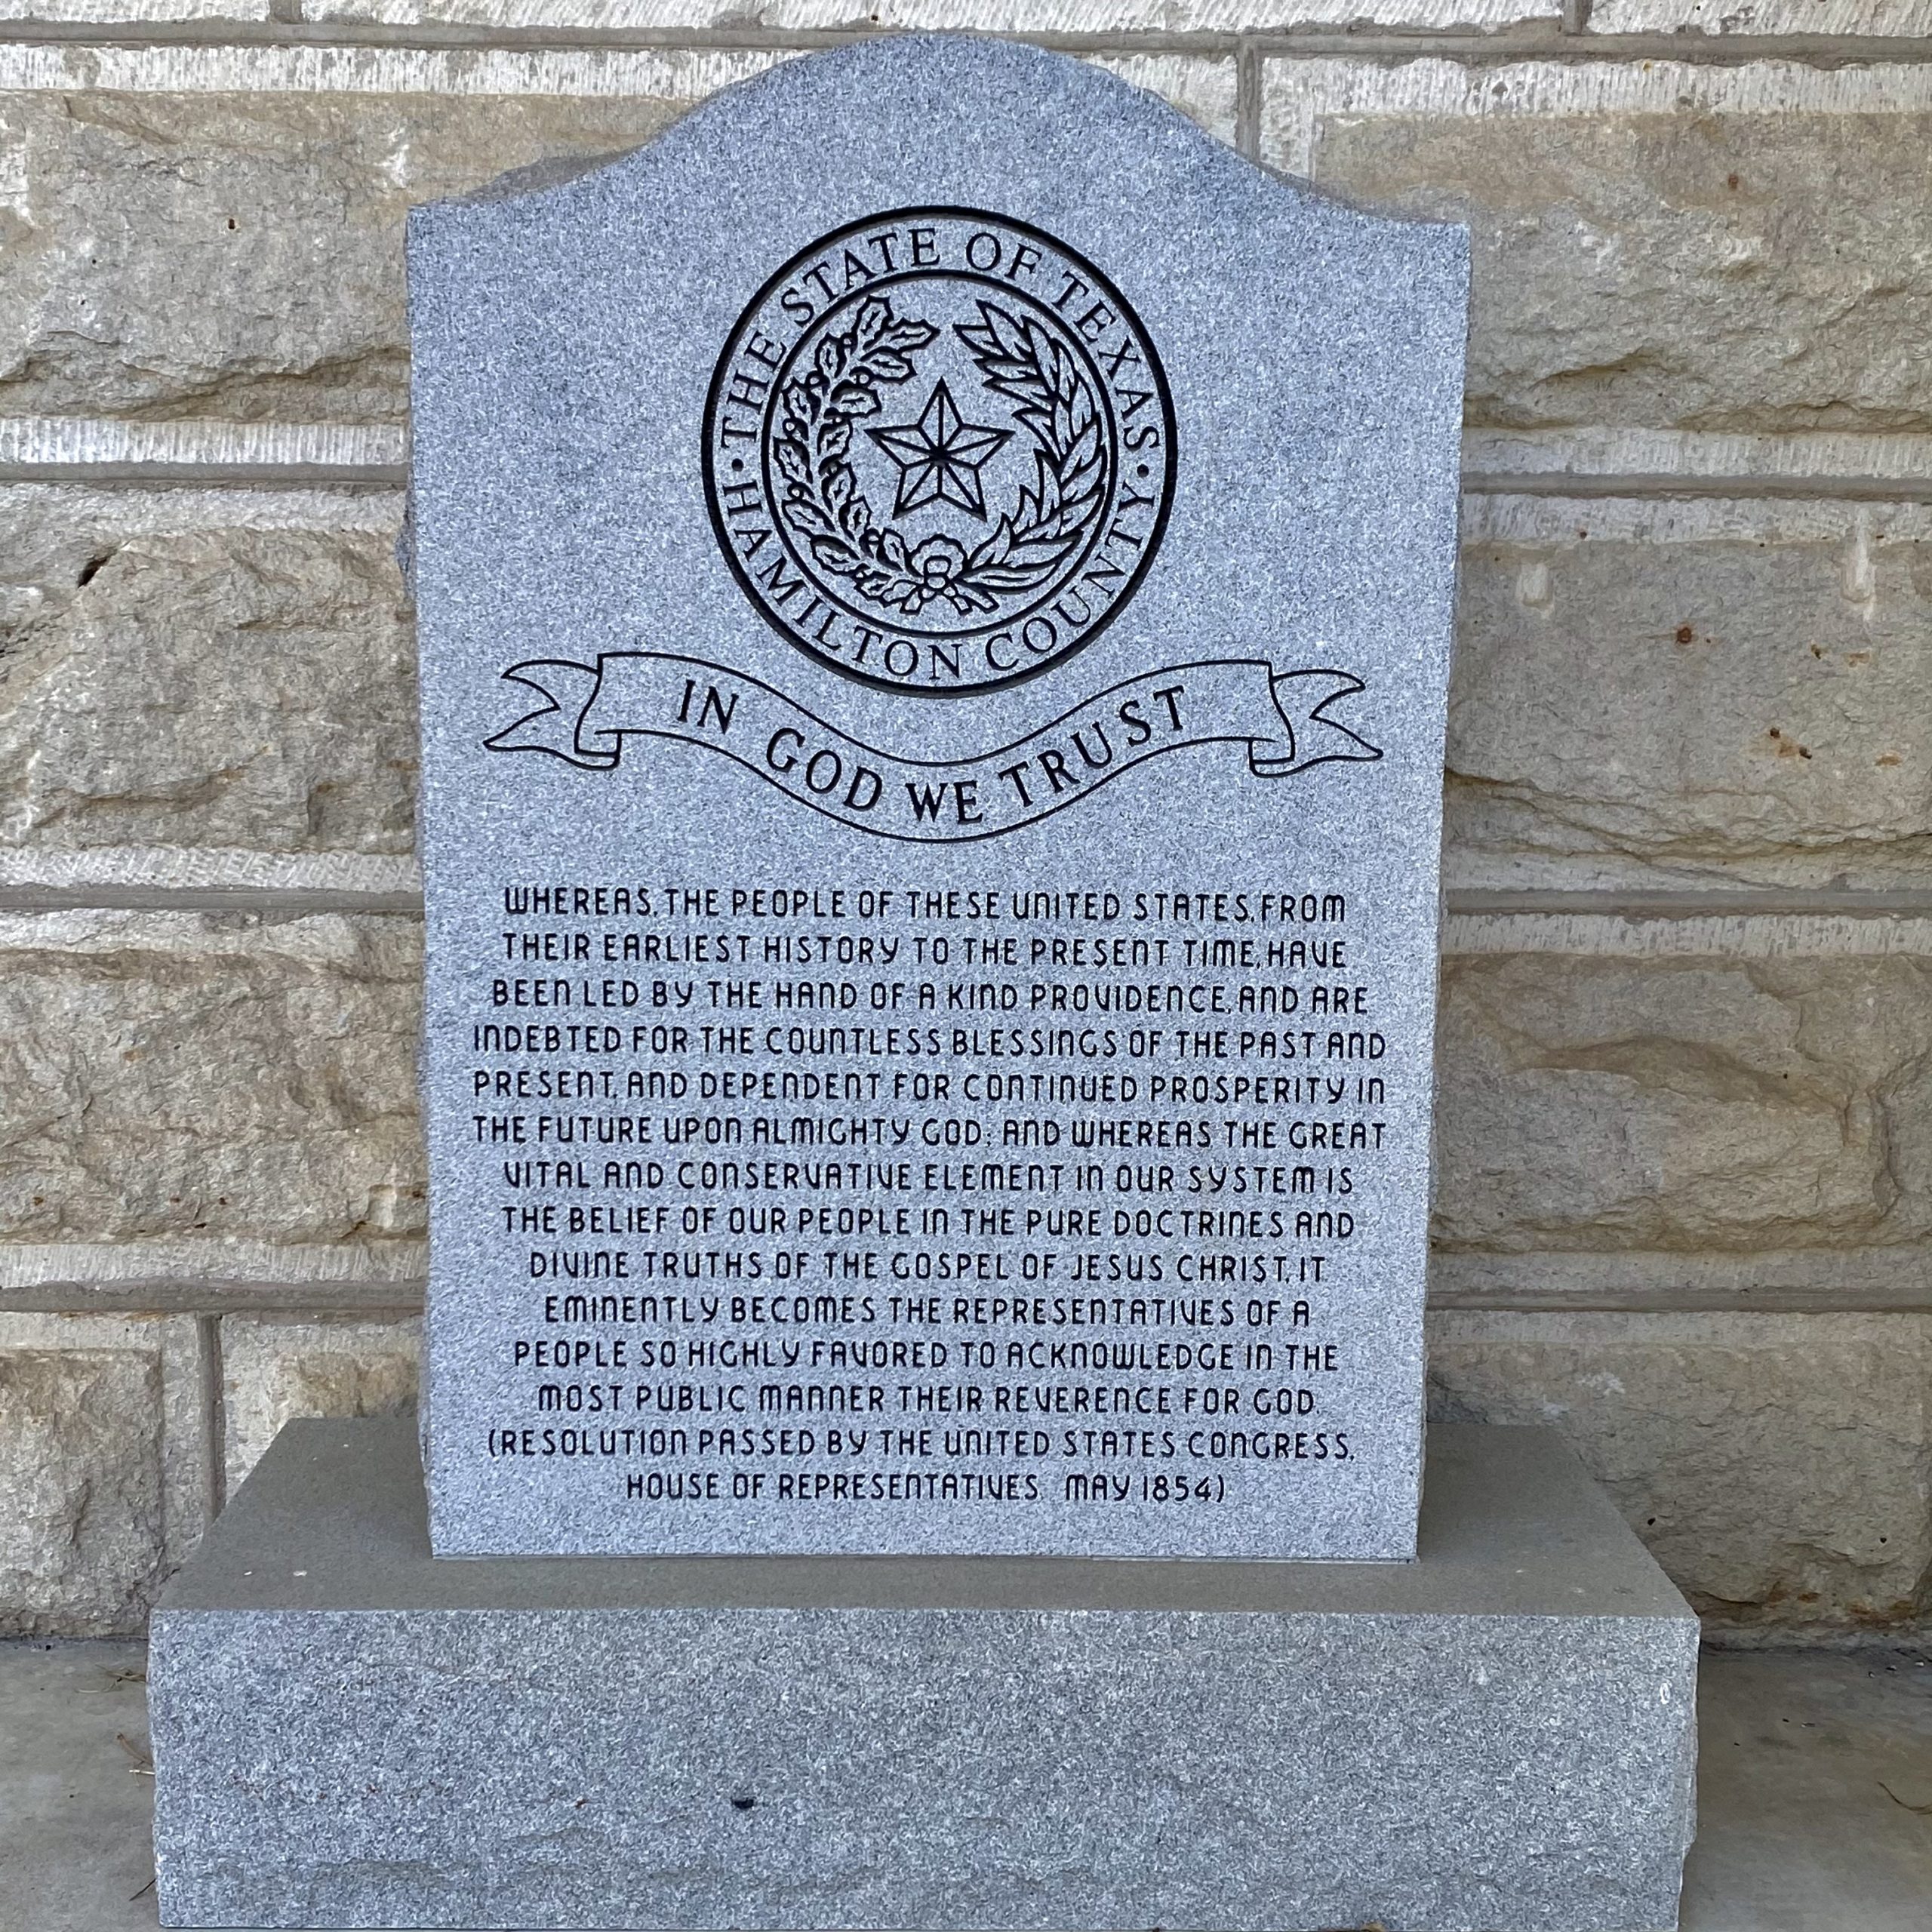 THE STATE OF TEXAS
• HAMILTON COUNTY •
IN GOD WE TRUST
WHEREAS, THE PEOPLE OF THESE UNITED STATES, FROM
THEIR EARLIEST HISTORY TO THE PRESENT TIME, HAVE
BEEN LED BY THE HAND OF A KIND PROVIDENCE, AND ARE
INDEBTED FOR THE COUNTLESS BLESSINGS OF THE PAST AND
PRESENT, AND DEPENDENT FOR CONTINUED PROSPERITY IN
THE FUTURE UPON ALMIGHTY GOD; AND WHEREAS THE GREAT
VITAL AND CONSERVATIVE ELEMENT IN OUR SYSTEM IS
THE BELIEF OF OUR PEOPLE IN THE PURE DOCTRINES AND
DIVINE TRUTHS OF THE GOSPEL OF JESUS CHRIST, IT
EMINENTLY BECOMES THE REPRESENTATIVES OF A
PEOPLE SO HIGHLY FAVORED TO ACKNOWLEDGE IN THE
MOST PUBLIC MANNER THEIR REVERENCE FOR GOD.
(RESOLUTION PASSED BY THE UNITED STATES CONGRESS,
HOUSE OF REPRESENTATIVES. MAY 1854)